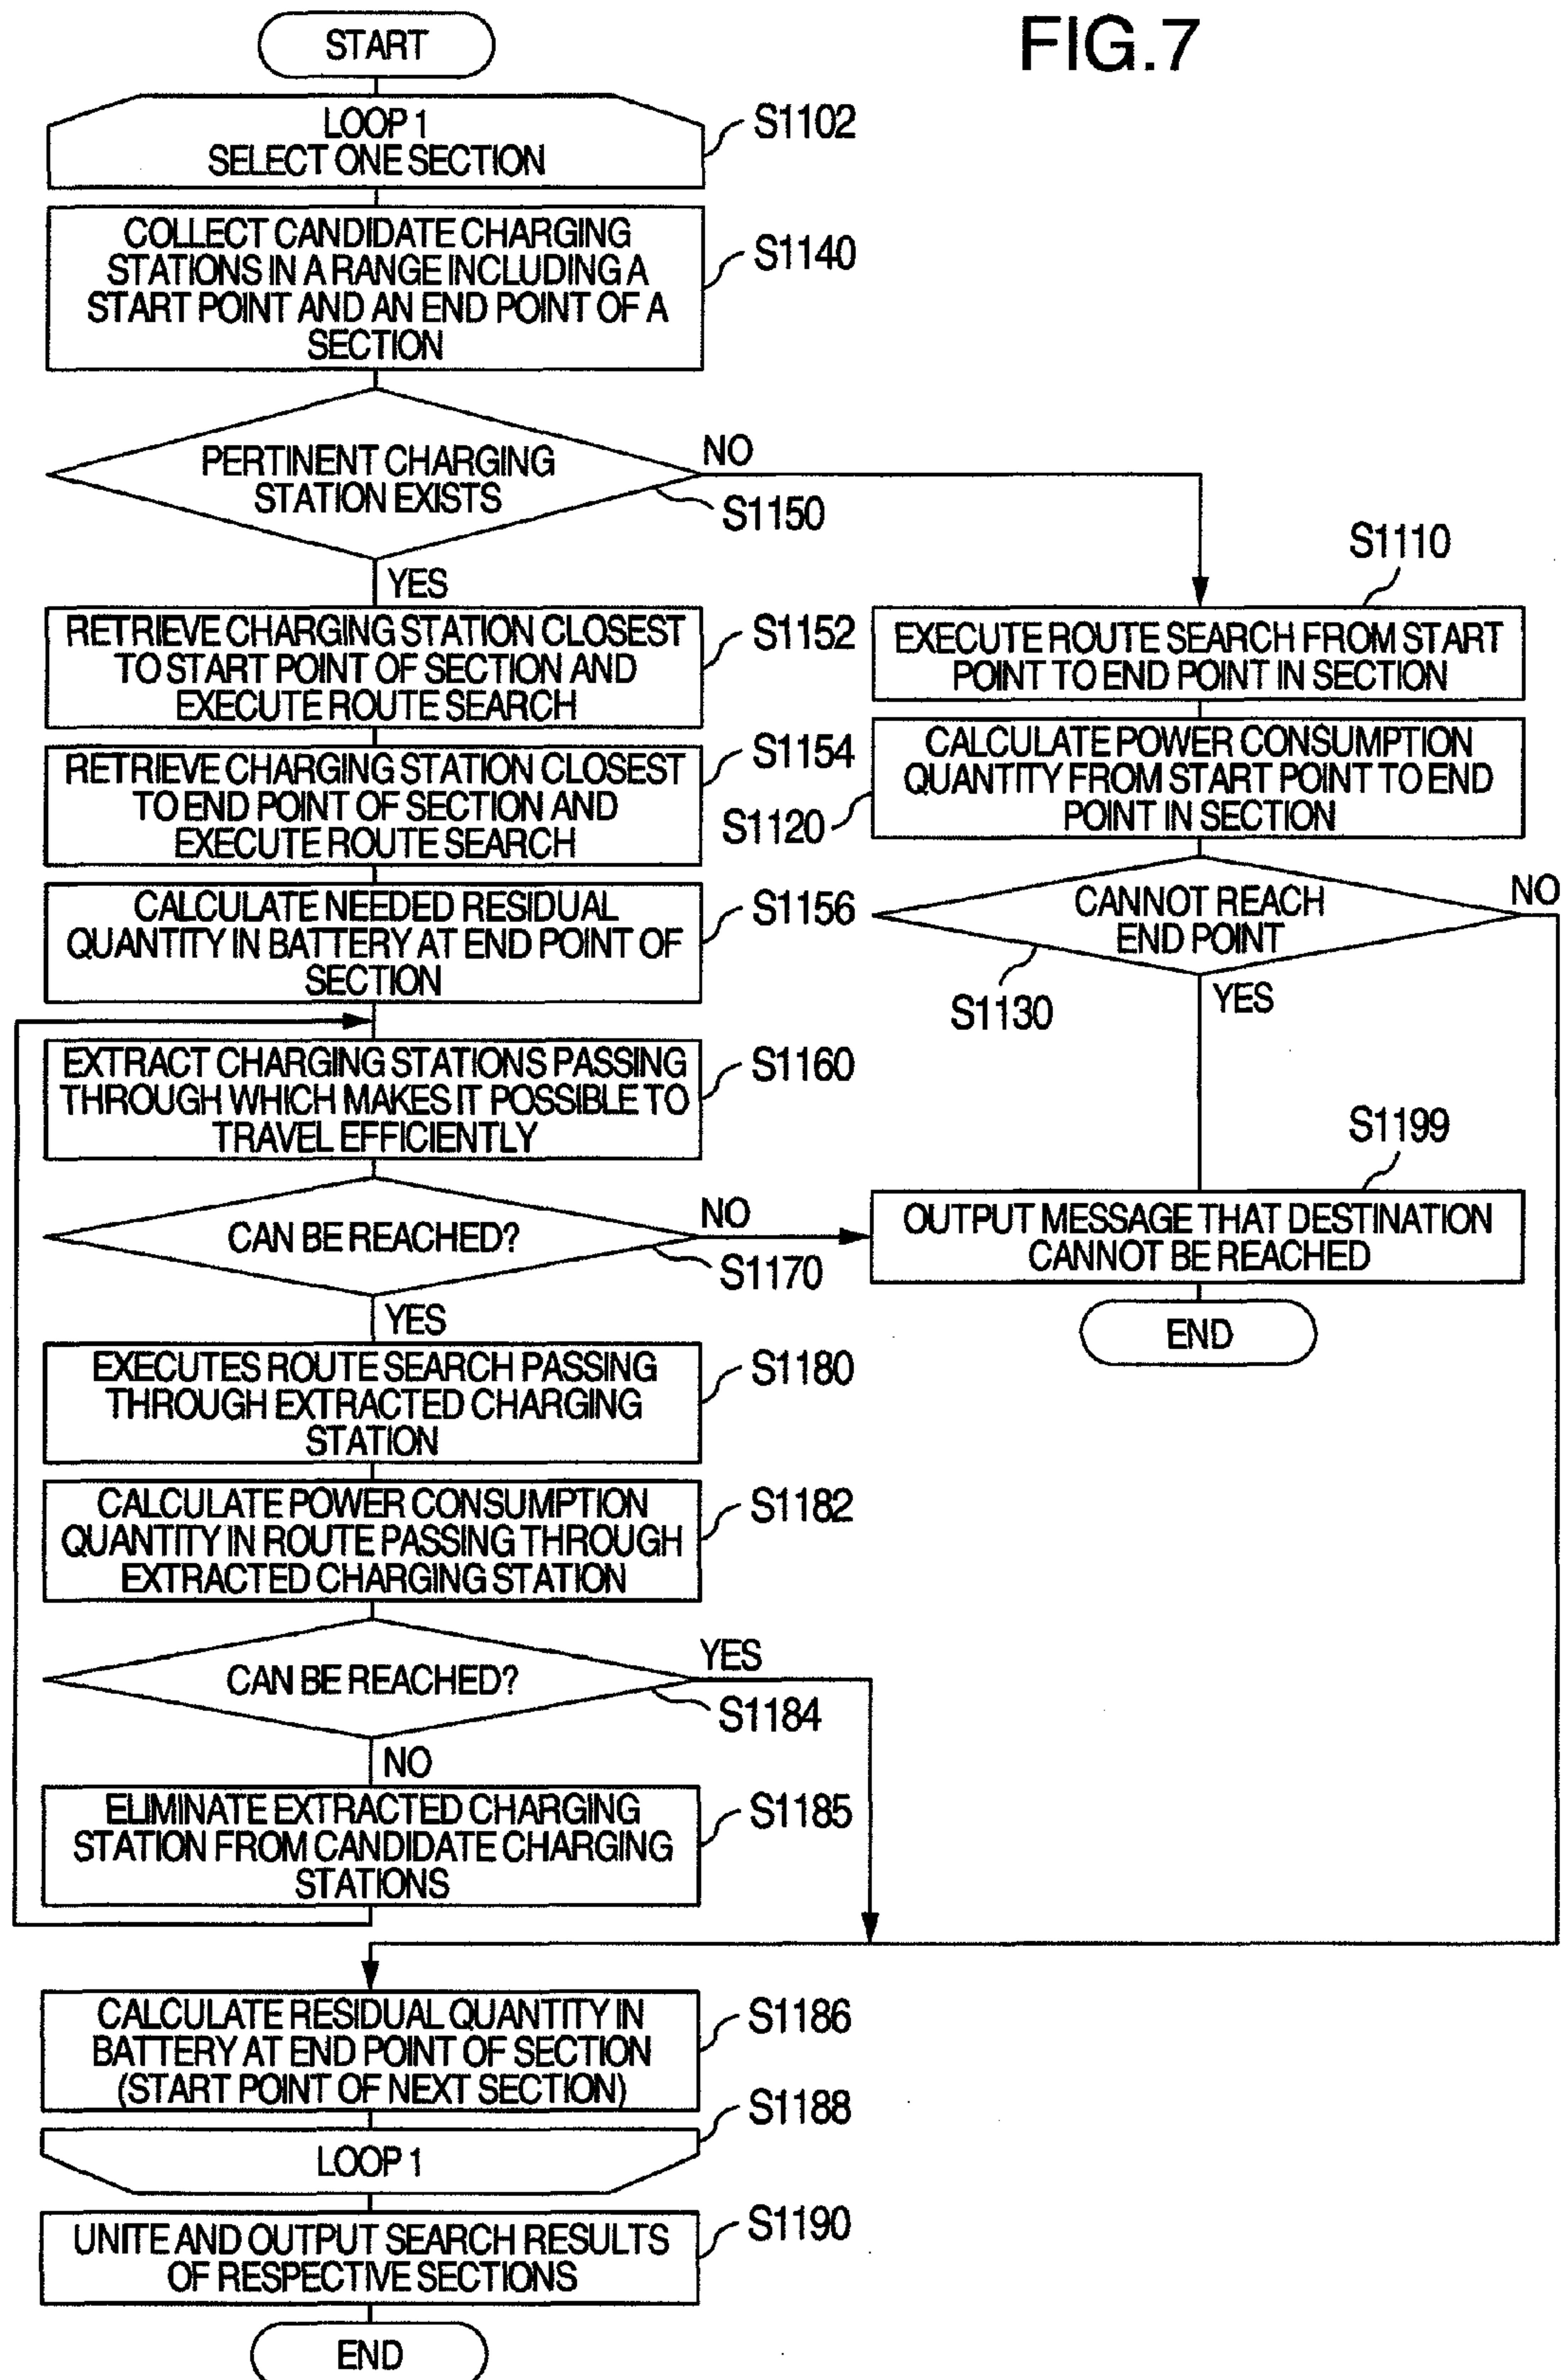 FIG.7
START
LOOP 1
SELECT ONE SECTION
S1102
COLLECT CANDIDATE CHARGING
STATIONS IN A RANGE INCLUDING A
START POINT AND AN END POINT OF A
SECTION
S1140
PERTINENT CHARGING
STATION EXISTS
NO
S1150
YES
RETRIEVE CHARGING STATION CLOSEST
TO START POINT OF SECTION AND
EXECUTE ROUTE SEARCH
S1152
RETRIEVE CHARGING STATION CLOSEST
TO END POINT OF SECTION AND
EXECUTE ROUTE SEARCH
S1154
CALCULATE NEEDED RESIDUAL
QUANTITY IN BATTERY AT END POINT OF
SECTION
S1156
S1110
EXECUTE ROUTE SEARCH FROM START
POINT TO END POINT IN SECTION
CALCULATE POWER CONSUMPTION
QUANTITY FROM START POINT TO END
POINT IN SECTION
S1120
CANNOT REACH
END POINT
NO
S1130
YES
EXTRACT CHARGING STATIONS PASSING
THROUGH WHICH MAKES IT POSSIBLE TO
TRAVEL EFFICIENTLY
S1160
CAN BE REACHED?
NO
S1170
YES
S1199
OUTPUT MESSAGE THAT DESTINATION
CANNOT BE REACHED
END
EXECUTES ROUTE SEARCH PASSING
THROUGH EXTRACTED CHARGING
STATION
S1180
CALCULATE POWER CONSUMPTION
QUANTITY IN ROUTE PASSING THROUGH
EXTRACTED CHARGING STATION
S1182
CAN BE REACHED?
YES
S1184
NO
ELIMINATE EXTRACTED CHARGING
STATION FROM CANDIDATE CHARGING
STATIONS
S1185
CALCULATE RESIDUAL QUANTITY IN
BATTERY AT END POINT OF SECTION
(START POINT OF NEXT SECTION)
S1186
LOOP 1
S1188
UNITE AND OUTPUT SEARCH RESULTS
OF RESPECTIVE SECTIONS
S1190
END